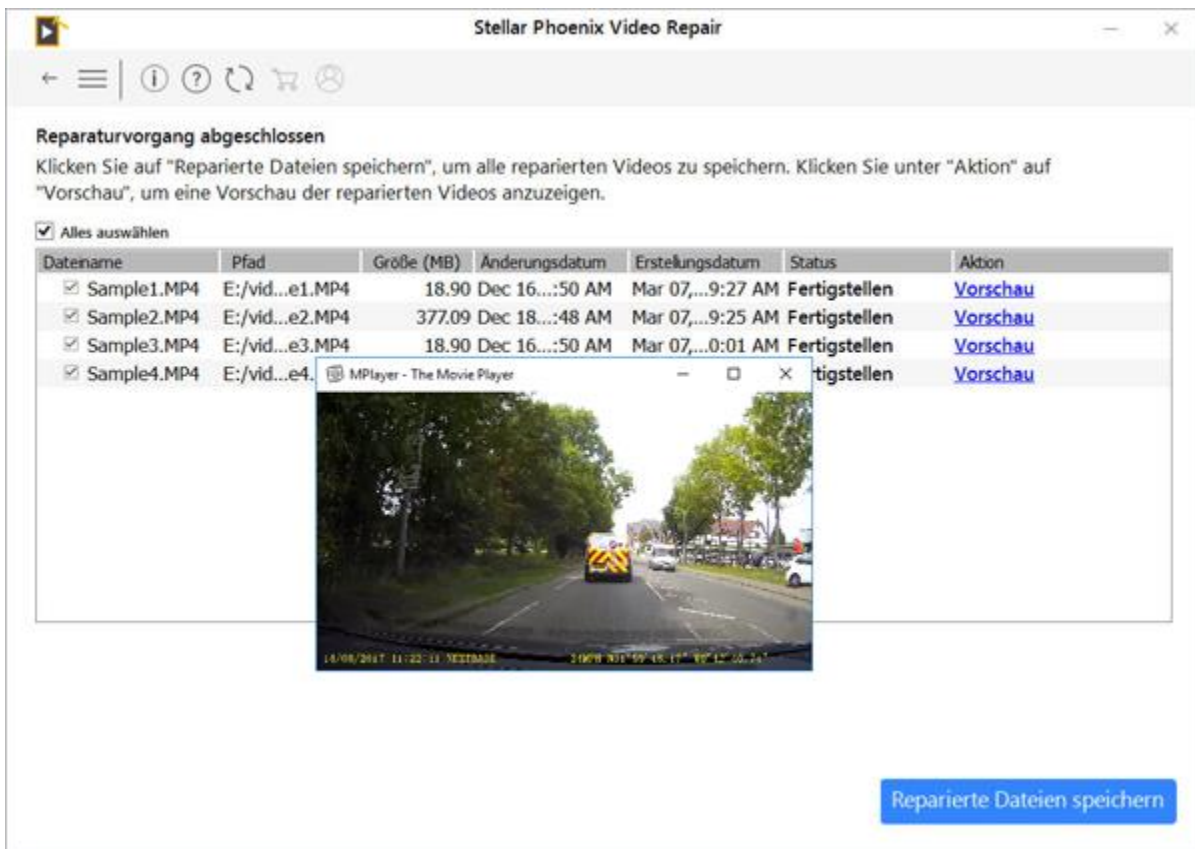 Stellar Phoenix Video Repair
Reparaturvorgang abgeschlossen
Klicken Sie auf "Reparierte Dateien speichern", um alle reparierten Videos zu speichern. Klicken Sie unter "Aktion" auf
"Vorschau", um eine Vorschau der reparierten Videos anzuzeigen.
Alles auswählen
Dateiname Pfad Größe (MB) Änderungsdatum Erstellungsdatum Status Aktion
Sample1.MP4 E:/vid...e1.MP4 18.90 Dec 16...:50 AM Mar 07,...9:27 AM Fertigstellen Vorschau
Sample2.MP4 E:/vid...e2.MP4 377.09 Dec 18...:48 AM Mar 07,...9:25 AM Fertigstellen Vorschau
Sample3.MP4 E:/vid...e3.MP4 18.90 Dec 16...:50 AM Mar 07,...0:01 AM Fertigstellen Vorschau
Sample4.MP4 E:/vid...e4. tigstellen Vorschau
MPlayer - The Movie Player
11:22:11 NEXTBASE
Reparierte Dateien speichern